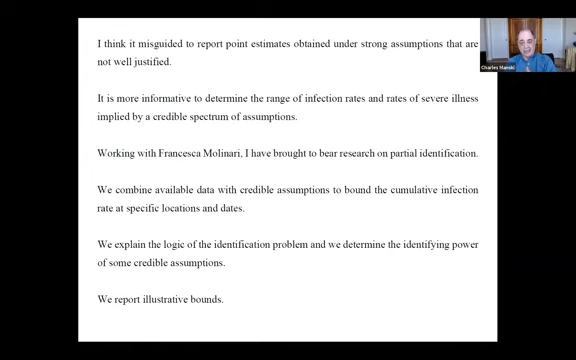 I think it misguided to report point estimates obtained under strong assumptions that are
not well justified.
It is more informative to determine the range of infection rates and rates of severe illness
implied by a credible spectrum of assumptions.
Working with Francesca Molinari, I have brought to bear research on partial identification.
We combine available data with credible assumptions to bound the cumulative infection
rate at specific locations and dates.
We explain the logic of the identification problem and we determine the identifying power
of some credible assumptions.
We report illustrative bounds.
Charles Manski